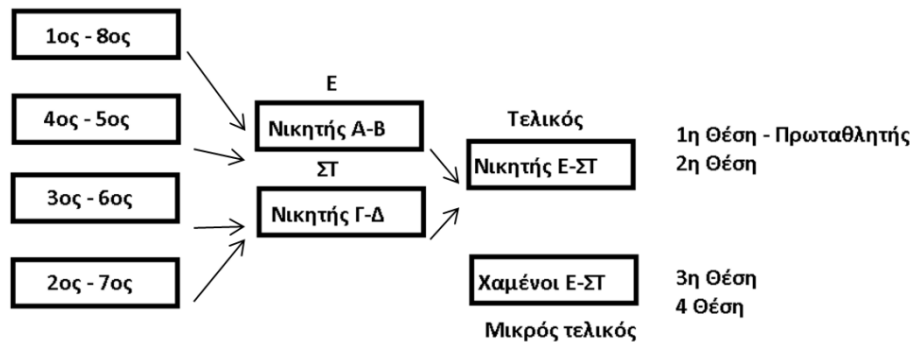 1ος - 8ος
4ος - 5ος
3ος - 6ος
2ος - 7ος
Ε
Νικητής Α-Β
ΣΤ
Νικητής Γ-Δ
Τελικός
Νικητής Ε-ΣΤ
1η Θέση - Πρωταθλητής
2η Θέση
Χαμένοι Ε-ΣΤ
Μικρός τελικός
3η Θέση
4 Θέση